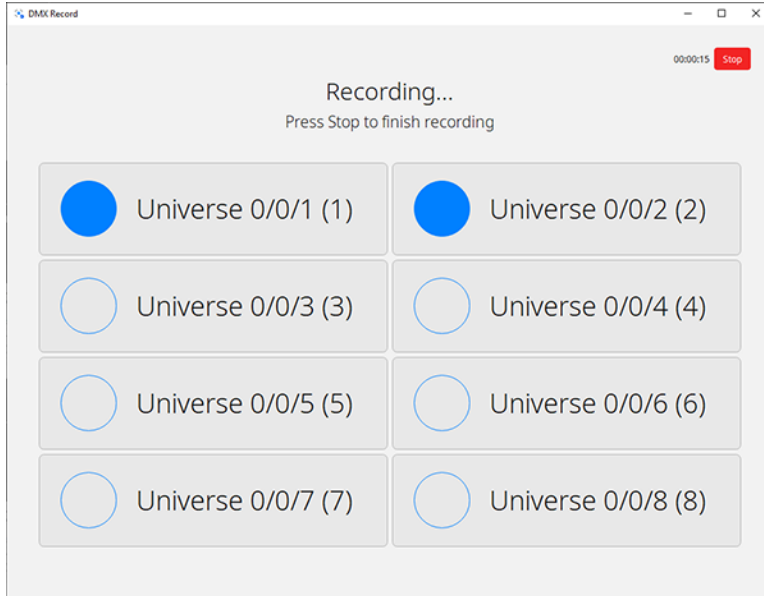 DMX Record
00:00:15 Stop
Recording...
Press Stop to finish recording
Universe 0/0/1 (1)
Universe 0/0/2 (2)
Universe 0/0/3 (3)
Universe 0/0/4 (4)
Universe 0/0/5 (5)
Universe 0/0/6 (6)
Universe 0/0/7 (7)
Universe 0/0/8 (8)